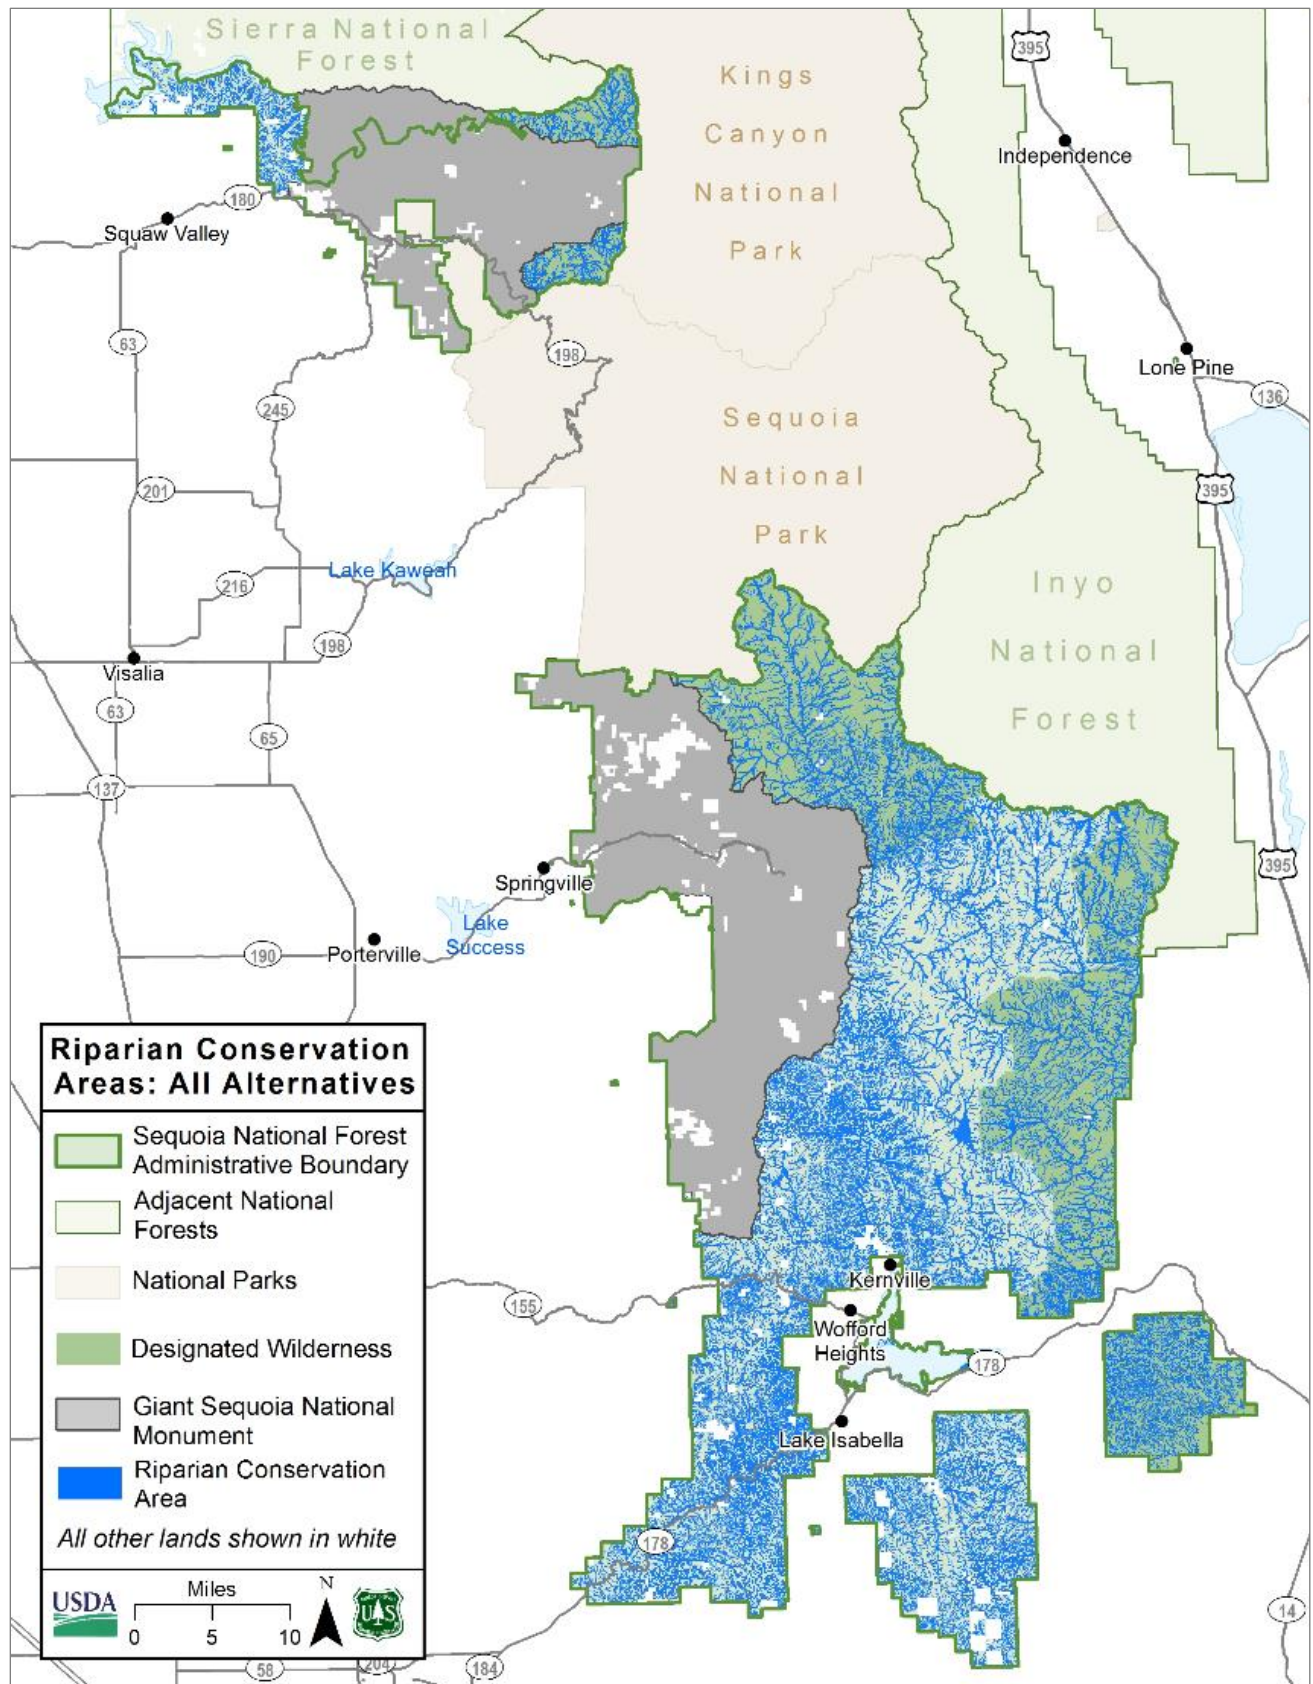 Sierra National
Forest
Kings
Canyon
National
Park
395
Independence
180
Squaw Valley
63
198
Lone Pine
136
245
Sequoia
National
Park
201
395
Lake Kaweah
216
Inyo
National
Forest
198
Visalia
63
65
137
Springville
395
Lake
Success
190
Porterville
Riparian Conservation
Areas: All Alternatives
Sequoia National Forest
Administrative Boundary
Adjacent National
Forests
National Parks
Designated Wilderness
Giant Sequoia National
Monument
Riparian Conservation
Area
All other lands shown in white
USDA
Miles
0 5 10
N
U S
Kernville
155
Wofford
Heights
178
Lake Isabella
178
14
58
204
184